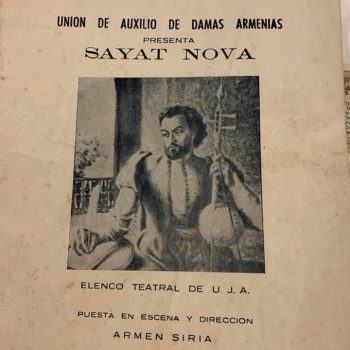 UNION DE AUXILIO DE DAMAS ARMENIAS
PRESENTA
SAYAT NOVA
ELENCO TEATRAL DE U. J. A.
PUESTA EN ESCENA Y DIRECCION
ARMEN SIRIA